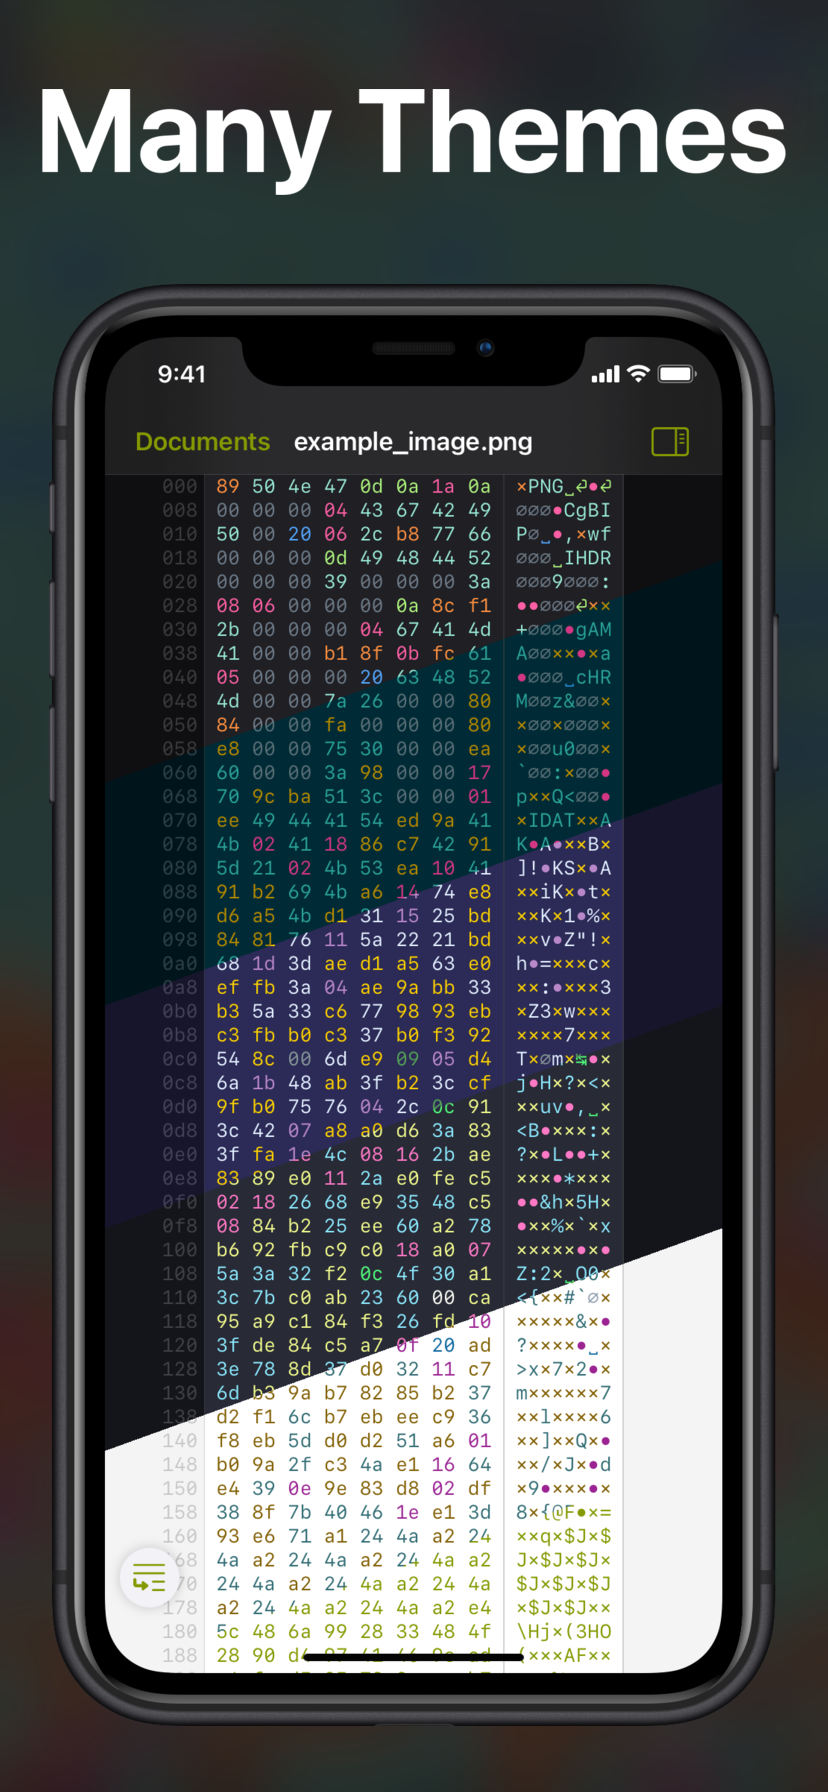 Many Themes
9:41
Documents example_image.png
000 89 50 4e 47 0d 0a 1a 0a ×PNG␣⏎•⏎
008 00 00 00 04 43 67 42 49 ∅∅∅•CgBI
010 50 00 20 06 2c b8 77 66 P∅␣•,×wf
018 00 00 00 0d 49 48 44 52 ∅∅∅␣IHDR
020 00 00 00 39 00 00 00 3a ∅∅∅9∅∅∅:
028 08 06 00 00 00 0a 8c f1 ••∅∅∅⏎××
030 2b 00 00 00 04 67 41 4d +∅∅∅•gAM
038 41 00 00 b1 8f 0b fc 61 A∅∅××•×a
040 05 00 00 00 20 63 48 52 •∅∅∅␣cHR
048 4d 00 00 7a 26 00 00 80 M∅∅z&∅∅×
050 84 00 00 fa 00 00 00 80 ×∅∅×∅∅∅×
058 e8 00 00 75 30 00 00 ea ×∅∅u0∅∅×
060 60 00 00 3a 98 00 00 17 `∅∅:×∅∅•
068 70 9c ba 51 3c 00 00 01 p××Q<∅∅•
070 ee 49 44 41 54 ed 9a 41 ×IDAT××A
078 4b 02 41 18 86 c7 42 91 K•A•××B×
080 5d 21 02 4b 53 ea 10 41 ]!•KS×•A
088 91 b2 69 4b a6 14 74 e8 ××iK×•t×
090 d6 a5 4b d1 31 15 25 bd ××K×1•%×
098 84 81 76 11 5a 22 21 bd ××v•Z"!×
0a0 68 1d 3d ae d1 a5 63 e0 h•=×××c×
0a8 ef fb 3a 04 ae 9a bb 33 ××:•×××3
0b0 b3 5a 33 c6 77 98 93 eb ×Z3×w×××
0b8 c3 fb b0 c3 37 b0 f3 92 ××××7×××
0c0 54 8c 00 6d e9 09 05 d4 T×∅m×↹•×
0c8 6a 1b 48 ab 3f b2 3c cf j•H×?×<×
0d0 9f b0 75 76 04 2c 0c 91 ××uv•,␣×
0d8 3c 42 07 a8 a0 d6 3a 83 <B•×××:×
0e0 3f fa 1e 4c 08 16 2b ae ?×•L••+×
0e8 83 89 e0 11 2a e0 fe c5 ×××•*×××
0f0 02 18 26 68 e9 35 48 c5 ••&h×5H×
0f8 08 84 b2 25 ee 60 a2 78 •××%×`×x
100 b6 92 fb c9 c0 18 a0 07 ×××××•×•
108 5a 3a 32 f2 0c 4f 30 a1 Z:2×␣O0×
110 3c 7b c0 ab 23 60 00 ca <{××#`∅×
118 95 a9 c1 84 f3 26 fd 10 ×××××&×•
120 3f de 84 c5 a7 0f 20 ad ?××××•␣×
128 3e 78 8d 37 d0 32 11 c7 >x×7×2•×
130 6d b3 9a b7 82 85 b2 37 m××××××7
138 d2 f1 6c b7 eb ee c9 36 ××l××××6
140 f8 eb 5d d0 d2 51 a6 01 ××]××Q×•
148 b0 9a 2f c3 4a e1 16 64 ××/×J×•d
150 e4 39 0e 9e 83 d8 02 df ×9•×××•×
158 38 8f 7b 40 46 1e e1 3d 8×{@F•×=
160 93 e6 71 a1 24 4a a2 24 ××q×$J×$
68 4a a2 24 4a a2 24 4a a2 J×$J×$J×
70 24 4a a2 24 4a a2 24 4a $J×$J×$J
178 a2 24 4a a2 24 4a a2 e4 ×$J×$J××
180 5c 48 6a 99 28 33 48 4f \Hj×(3HO
188 28 90 (×××AF××